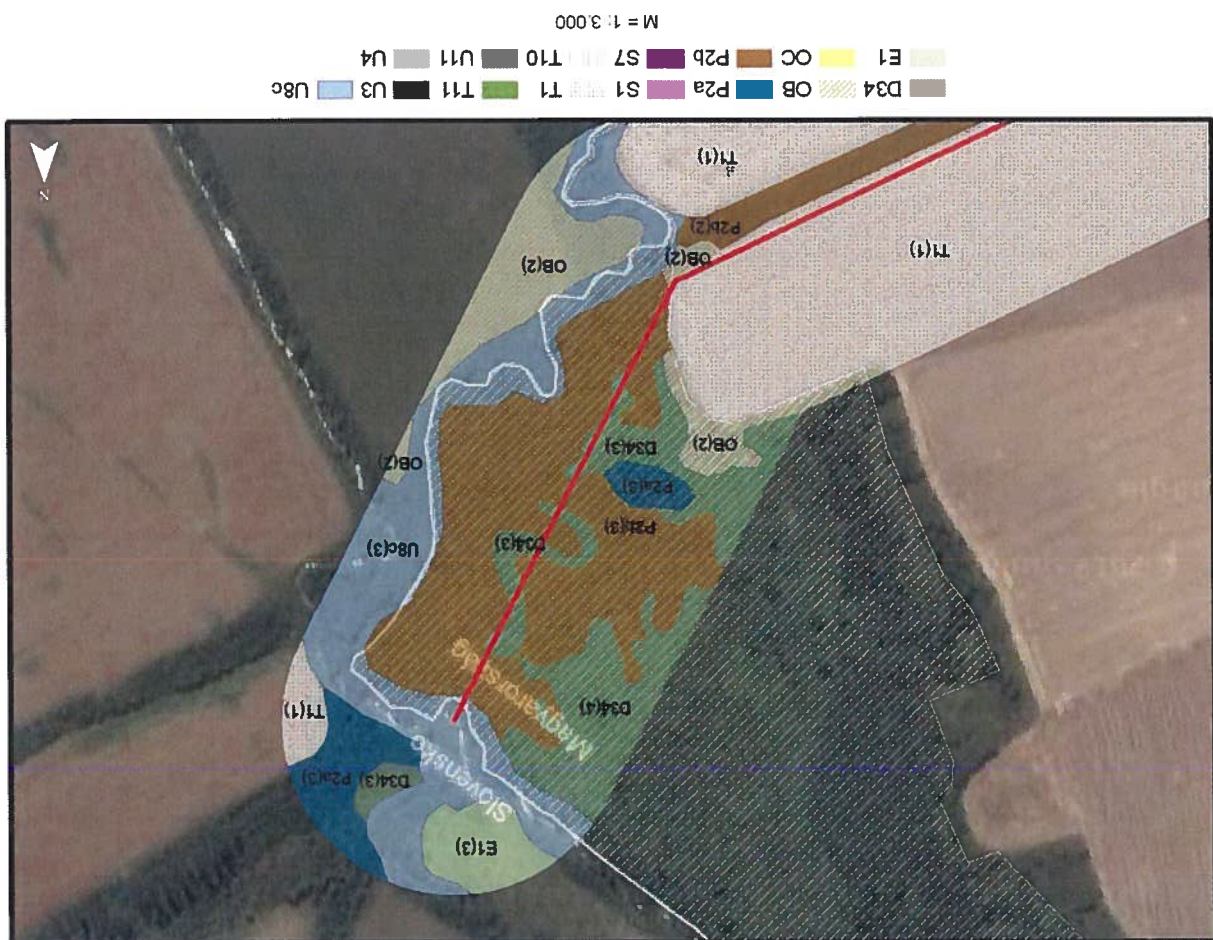 E1(3)
Slovensko
D34(3) P2a(3)
T1(1)
D34(4)
Magyarország
U8c(3)
D34(3)
P2b(3)
P2a(3)
OB(2)
D34(3)
OB(2)
OB(2)
OB(2)
T1(1)
P2b(2)
N
T1(1)
D34 OB P2a S1 T1 T11 U3 U8c
E1 OC P2b S7 T10 U11 U4
M = 1: 3.000